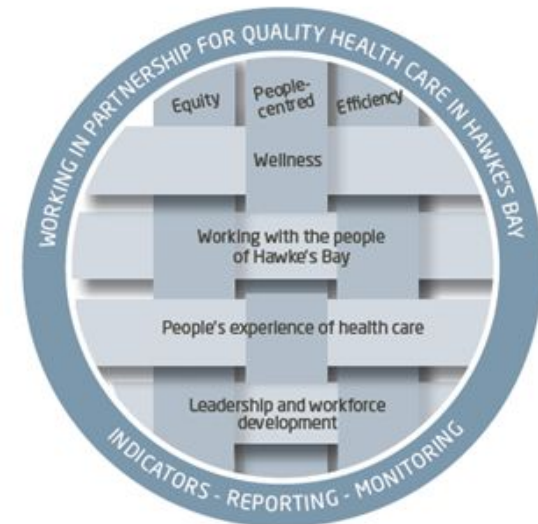 WORKING IN PARTNERSHIP FOR QUALITY HEALTH CARE IN HAWKE'S BAY
Equity
People-
centred
Efficiency
Wellness
Working with the people
of Hawke's Bay
People's experience of health care
Leadership and workforce
development
INDICATORS - REPORTING - MONITORING